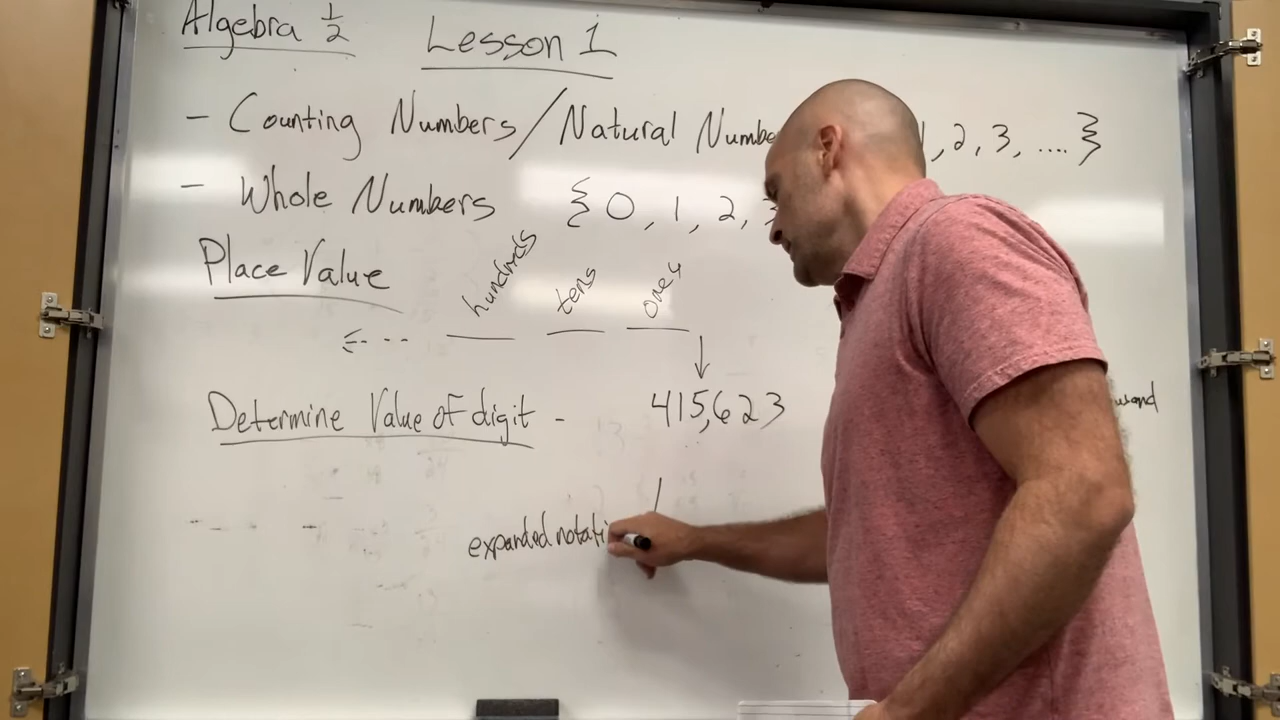 Algebra 1/2 Lesson 1
- Counting Numbers/Natural Numbe , 2, 3, .... }
- Whole Numbers { 0, 1, 2,
Place Value
hundreds tens ones
Determine Value of digit - 415,623
expanded notati